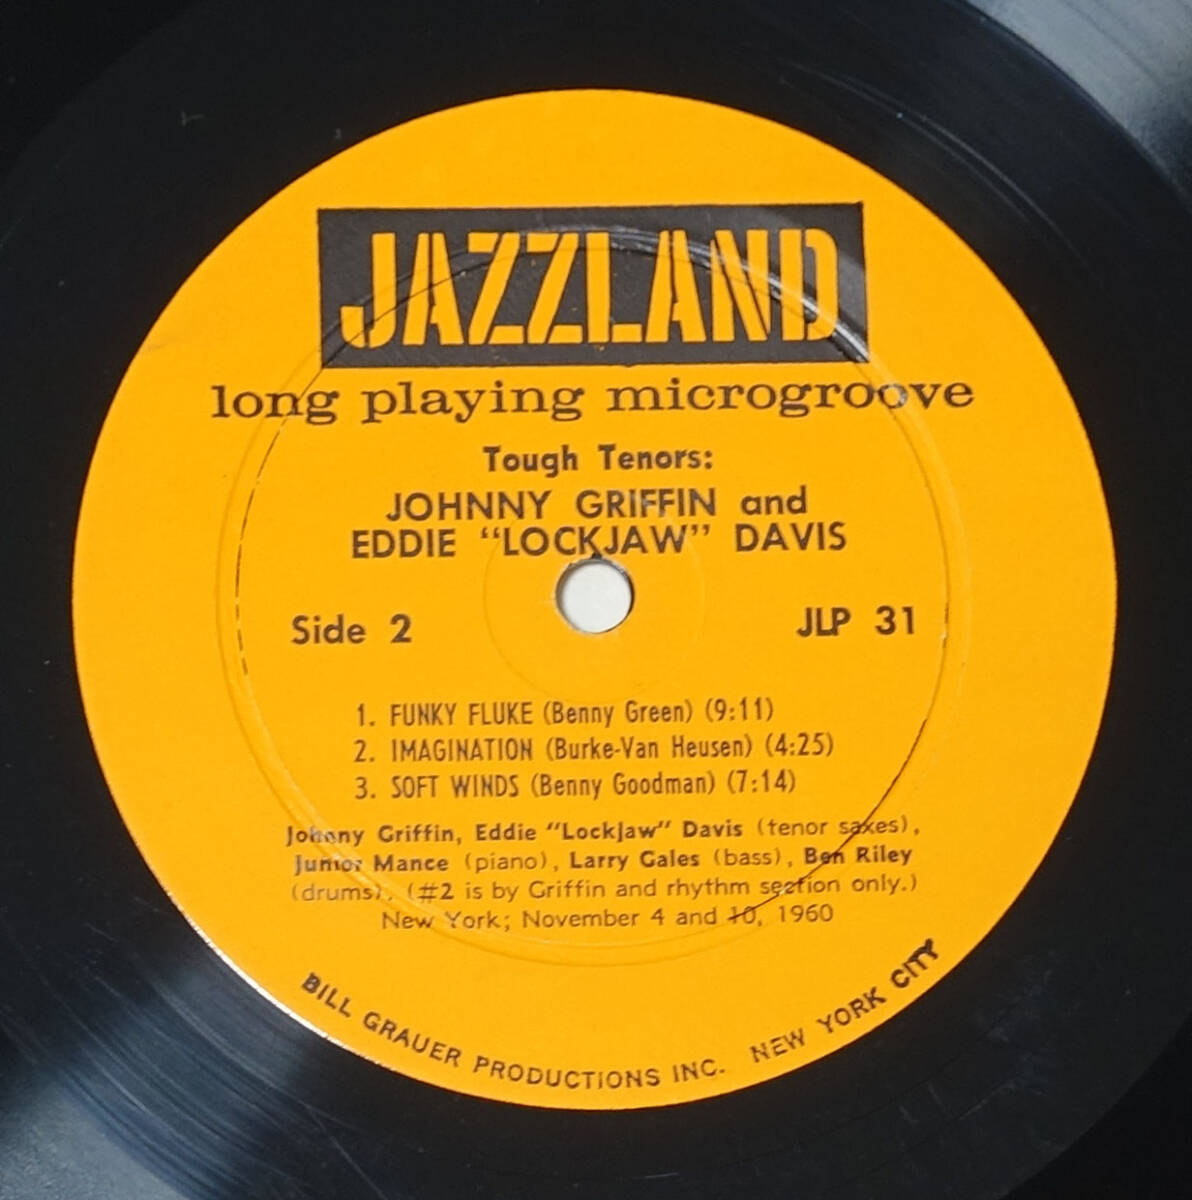 JAZZLAND
long playing microgroove
Tough Tenors:
JOHNNY GRIFFIN and
EDDIE "LOCKJAW" DAVIS
Side 2
JLP 31
1. FUNKY FLUKE (Benny Green) (9:11)
2. IMAGINATION (Burke-Van Heusen) (4:25)
3. SOFT WINDS (Benny Goodman) (7:14)
Johnny Griffin, Eddie "LockJaw" Davis (tenor saxes),
Junior Mance (piano), Larry Gales (bass), Ben Riley
(drums). (#2 is by Griffin and rhythm section only.)
New York; November 4 and 10, 1960
BILL GRAUER PRODUCTIONS INC. NEW YORK CITY